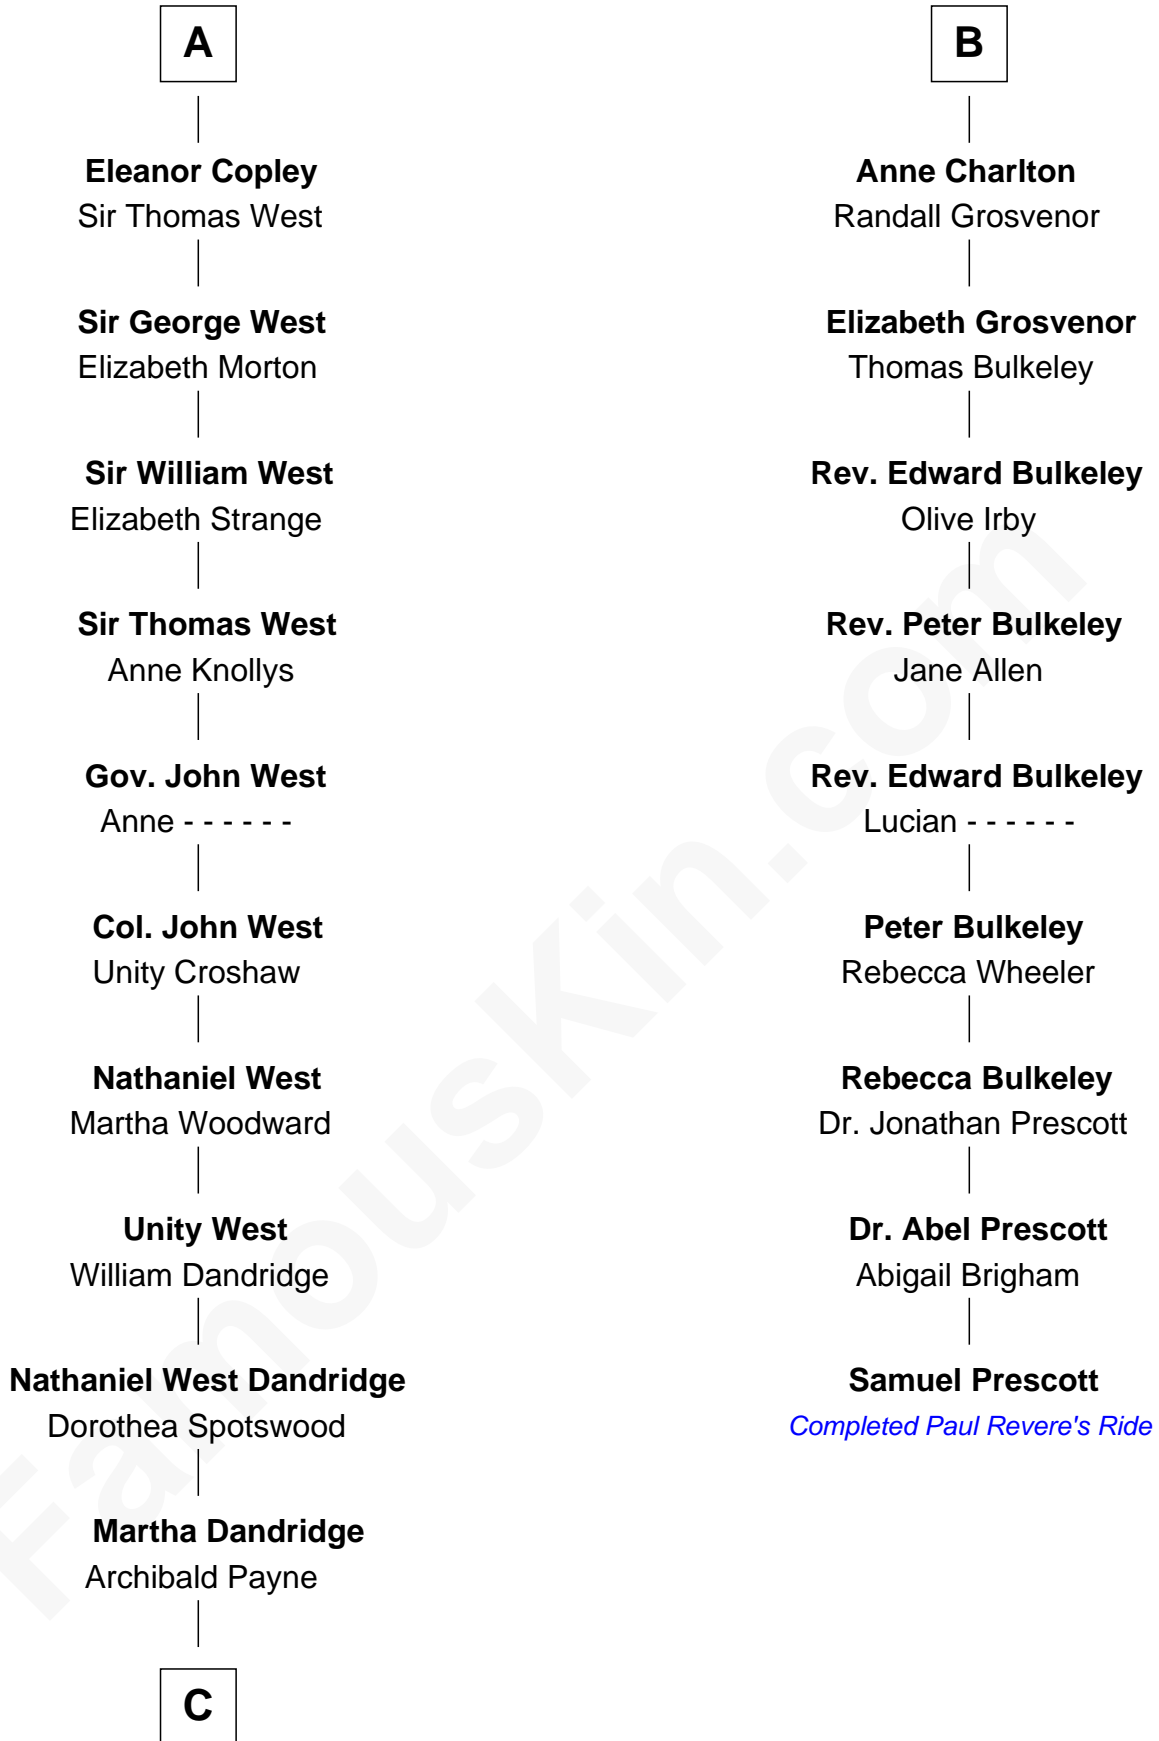 A
Eleanor Copley
Sir Thomas West
Sir George West
Elizabeth Morton
Sir William West
Elizabeth Strange
Sir Thomas West
Anne Knollys
Gov. John West
Anne - - - - - -
Col. John West
Unity Croshaw
Nathaniel West
Martha Woodward
Unity West
William Dandridge
Nathaniel West Dandridge
Dorothea Spotswood
Martha Dandridge
Archibald Payne
C
B
Anne Charlton
Randall Grosvenor
Elizabeth Grosvenor
Thomas Bulkeley
Rev. Edward Bulkeley
Olive Irby
Rev. Peter Bulkeley
Jane Allen
Rev. Edward Bulkeley
Lucian - - - - - -
Peter Bulkeley
Rebecca Wheeler
Rebecca Bulkeley
Dr. Jonathan Prescott
Dr. Abel Prescott
Abigail Brigham
Samuel Prescott
Completed Paul Revere's Ride
FamousKin.com